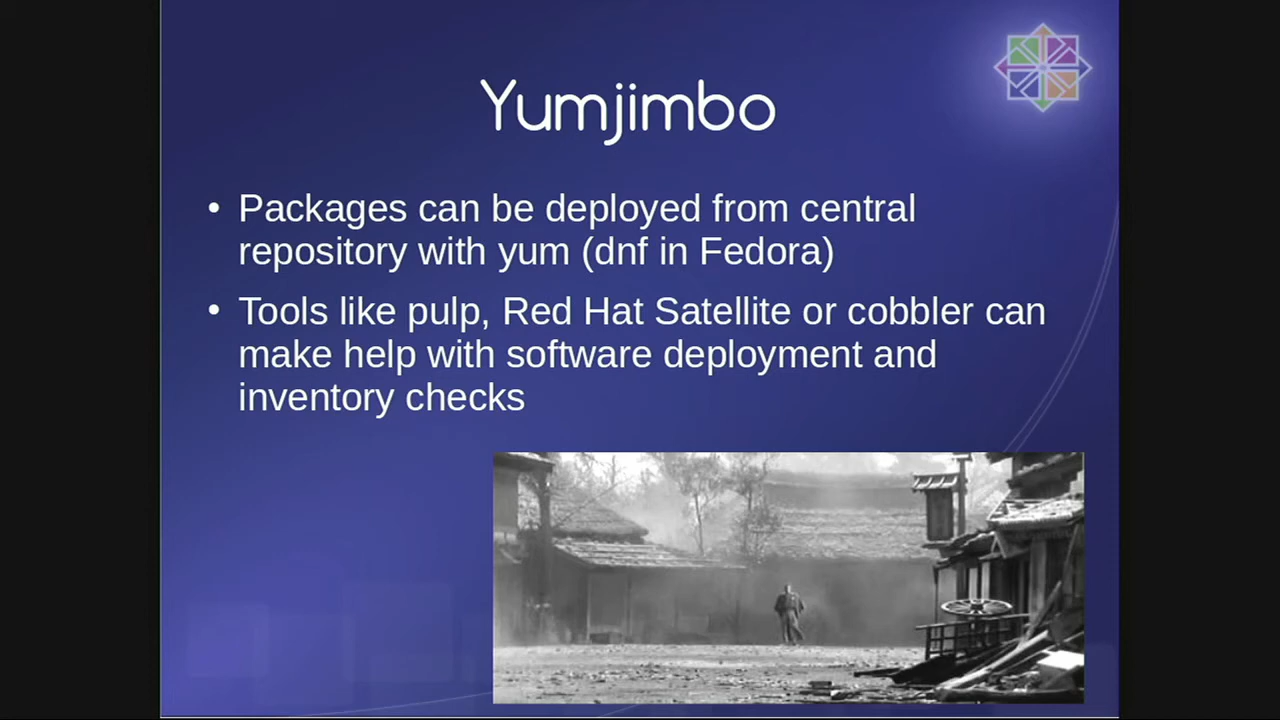 Yumjimbo
• Packages can be deployed from central
repository with yum (dnf in Fedora)
• Tools like pulp, Red Hat Satellite or cobbler can
make help with software deployment and
inventory checks